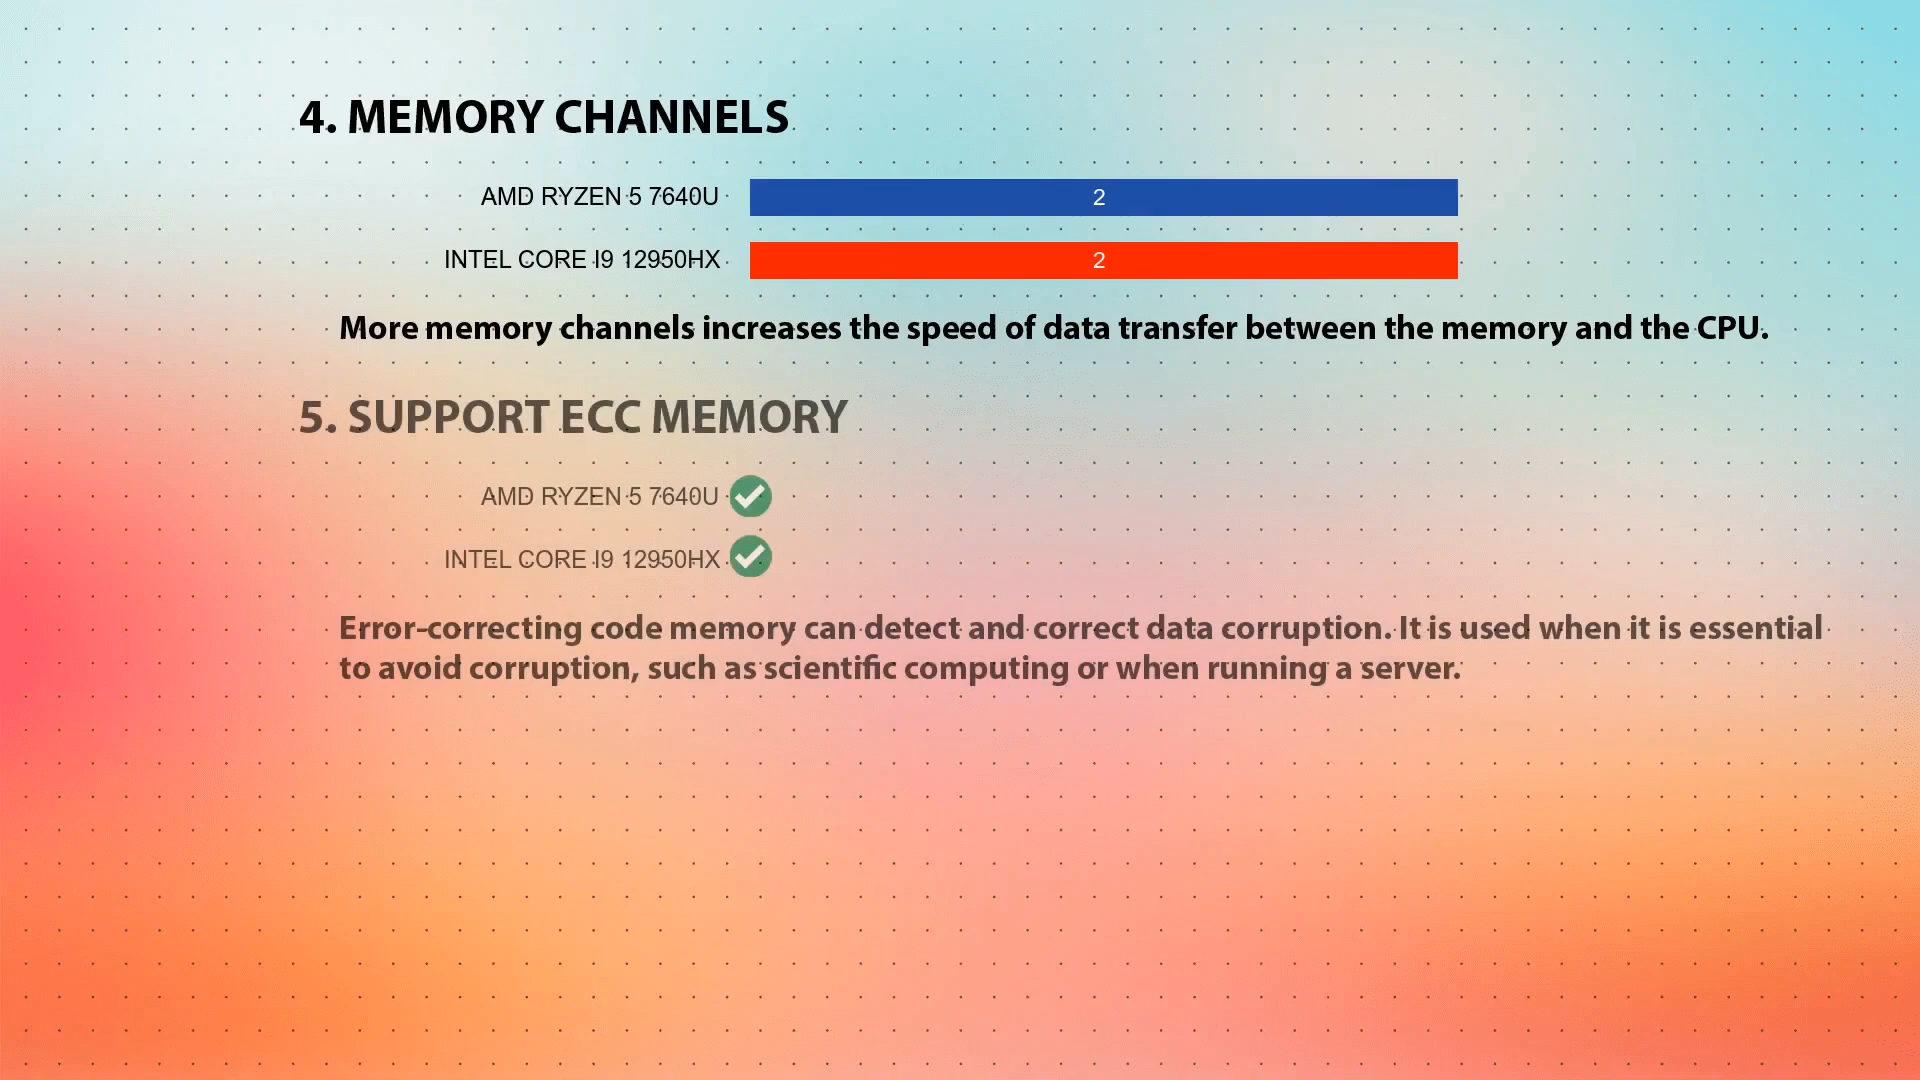 4. MEMORY CHANNELS
AMD RYZEN 5 7640U 2
INTEL CORE I9 12950HX 2
More memory channels increases the speed of data transfer between the memory and the CPU.
5. SUPPORT ECC MEMORY
AMD RYZEN 5 7640U
INTEL CORE I9 12950HX
Error-correcting code memory can detect and correct data corruption. It is used when it is essential
to avoid corruption, such as scientific computing or when running a server.